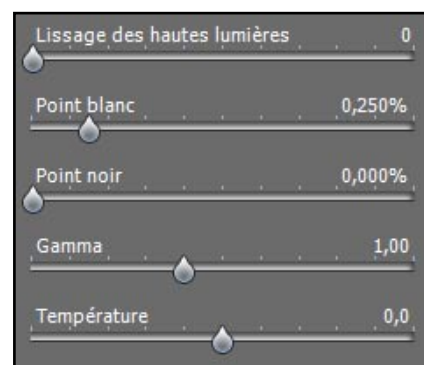 Lissage des hautes lumières 0
Point blanc 0,250%
Point noir 0,000%
Gamma 1,00
Température 0,0